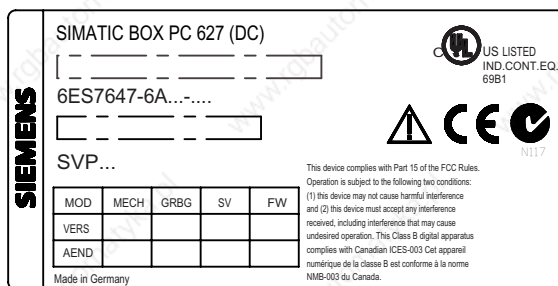 SIEMENS
SIMATIC BOX PC 627 (DC)
6ES7647-6A...-....
SVP...
MOD MECH GRBG SV FW
VERS
AEND
Made in Germany
C UL US LISTED
IND.CONT.EQ.
69B1
CE
N117
This device complies with Part 15 of the FCC Rules.
Operation is subject to the following two conditions:
(1) this device may not cause harmful interference
and (2) this device must accept any interference
received, including interference that may cause
undesired operation. This Class B digital apparatus
complies with Canadian ICES-003 Cet appareil
numérique de la classe B est conforme à la norme
NMB-003 du Canada.